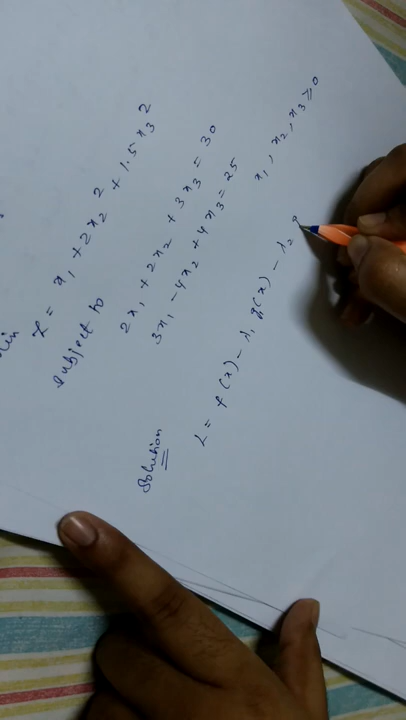 Z = x₁ + 2x₂² + 1.5x₃²
Subject to
2x₁ + 2x₂ + 3x₃ = 30
3x₁ - 4x₂ + 4x₃ = 25
x₁, x₂, x₃ ≥ 0
Solution
L = f(x) - λ₁ g(x) - λ₂